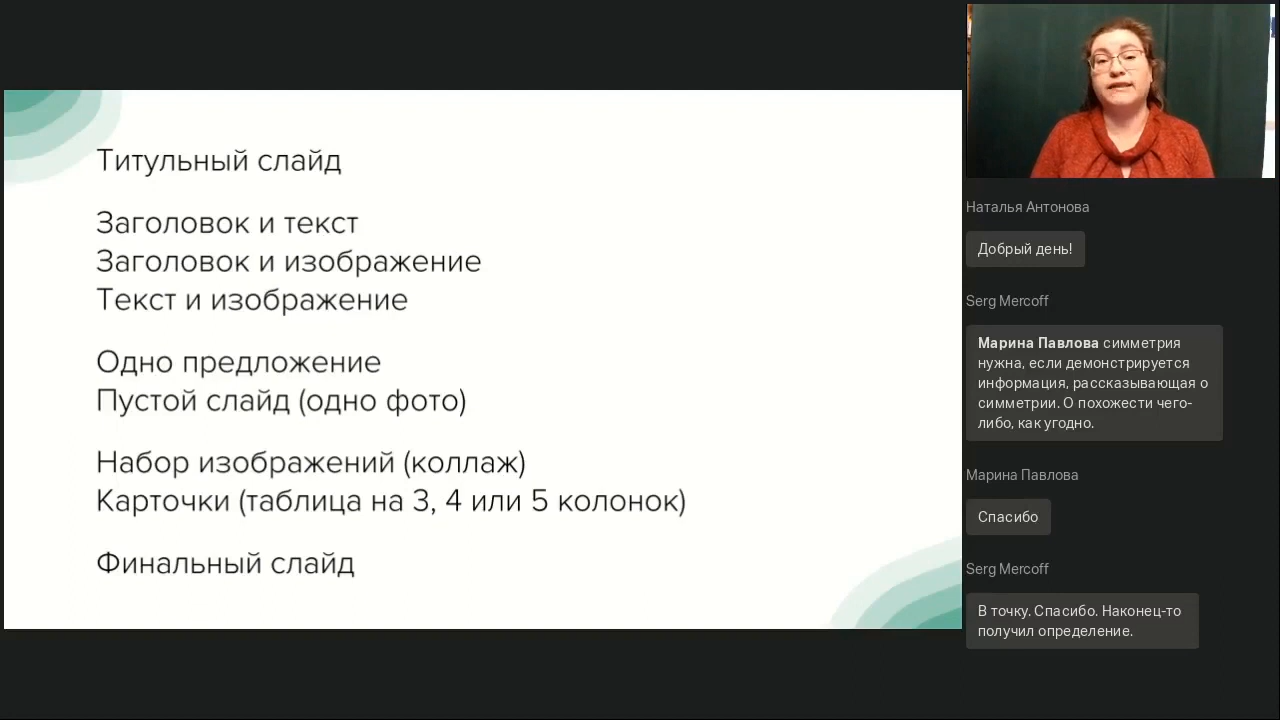 Титульный слайд
Заголовок и текст
Заголовок и изображение
Текст и изображение
Одно предложение
Пустой слайд (одно фото)
Набор изображений (коллаж)
Карточки (таблица на 3, 4 или 5 колонок)
Финальный слайд
Наталья Антонова
Добрый день!
Serg Mercoff
Марина Павлова симметрия
нужна, если демонстрируется
информация, рассказывающая о
симметрии. О похожести чего-
либо, как угодно.
Марина Павлова
Спасибо
Serg Mercoff
В точку. Спасибо. Наконец-то
получил определение.